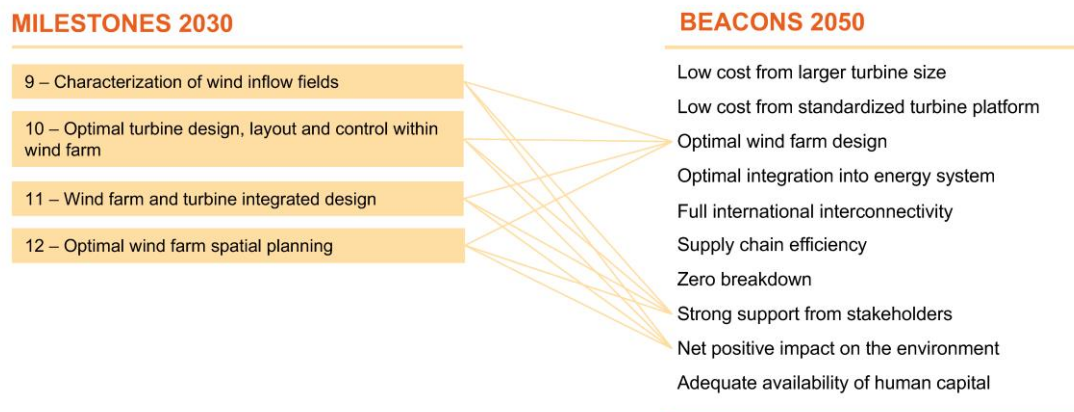 MILESTONES 2030
9 – Characterization of wind inflow fields
10 – Optimal turbine design, layout and control within
wind farm
11 – Wind farm and turbine integrated design
12 – Optimal wind farm spatial planning
BEACONS 2050
Low cost from larger turbine size
Low cost from standardized turbine platform
Optimal wind farm design
Optimal integration into energy system
Full international interconnectivity
Supply chain efficiency
Zero breakdown
Strong support from stakeholders
Net positive impact on the environment
Adequate availability of human capital